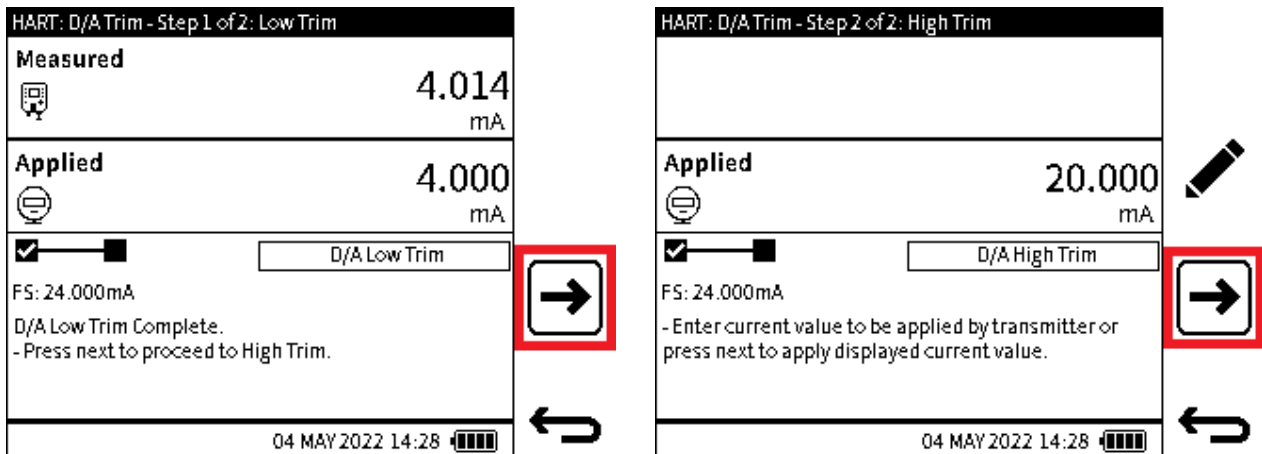 HART: D/A Trim - Step 1 of 2: Low Trim
Measured
4.014
mA
Applied
4.000
mA
D/A Low Trim
FS: 24.000mA
D/A Low Trim Complete.
- Press next to proceed to High Trim.
04 MAY 2022 14:28
HART: D/A Trim - Step 2 of 2: High Trim
Applied
20.000
mA
D/A High Trim
FS: 24.000mA
- Enter current value to be applied by transmitter or
press next to apply displayed current value.
04 MAY 2022 14:28